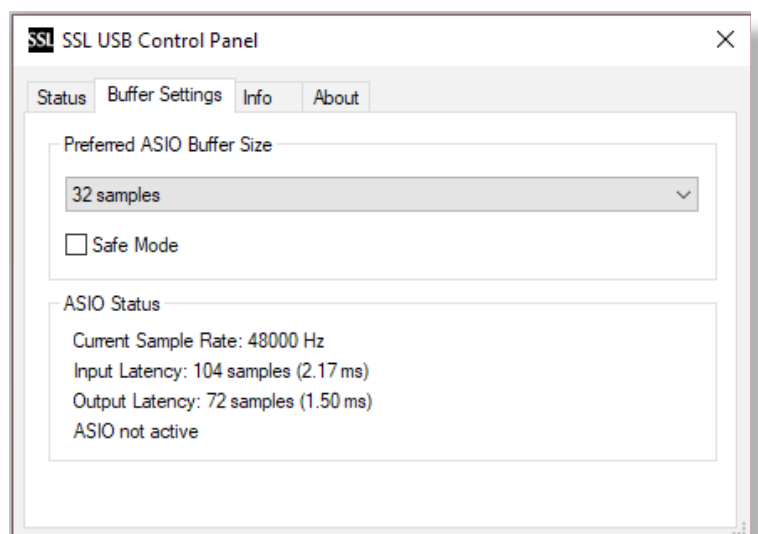 SSL SSL USB Control Panel
Status Buffer Settings Info About
Preferred ASIO Buffer Size
32 samples
Safe Mode
ASIO Status
Current Sample Rate: 48000 Hz
Input Latency: 104 samples (2.17 ms)
Output Latency: 72 samples (1.50 ms)
ASIO not active